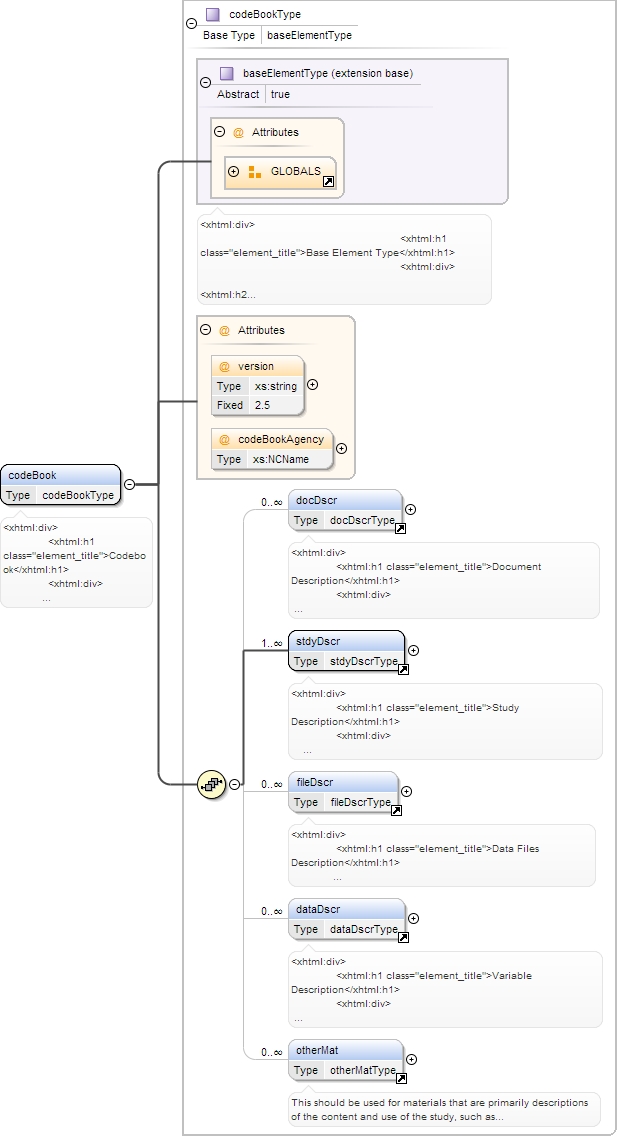 codeBookType
Base Type baseElementType
baseElementType (extension base)
Abstract true
@ Attributes
GLOBALS
<xhtml:div>
<xhtml:h1
class="element_title">Base Element Type</xhtml:h1>
<xhtml:div>
<xhtml:h2...
@ Attributes
@ version
Type xs:string
Fixed 2.5
@ codeBookAgency
Type xs:NCName
codeBook
Type codeBookType
<xhtml:div>
<xhtml:h1
class="element_title">Codebo
ok</xhtml:h1>
<xhtml:div>
...
0..∞ docDscr
Type docDscrType
<xhtml:div>
<xhtml:h1 class="element_title">Document
Description</xhtml:h1>
<xhtml:div>
...
1..∞ stdyDscr
Type stdyDscrType
<xhtml:div>
<xhtml:h1 class="element_title">Study
Description</xhtml:h1>
<xhtml:div>
...
0..∞ fileDscr
Type fileDscrType
<xhtml:div>
<xhtml:h1 class="element_title">Data Files
Description</xhtml:h1>
...
0..∞ dataDscr
Type dataDscrType
<xhtml:div>
<xhtml:h1 class="element_title">Variable
Description</xhtml:h1>
<xhtml:div>
...
0..∞ otherMat
Type otherMatType
This should be used for materials that are primarily descriptions
of the content and use of the study, such as...